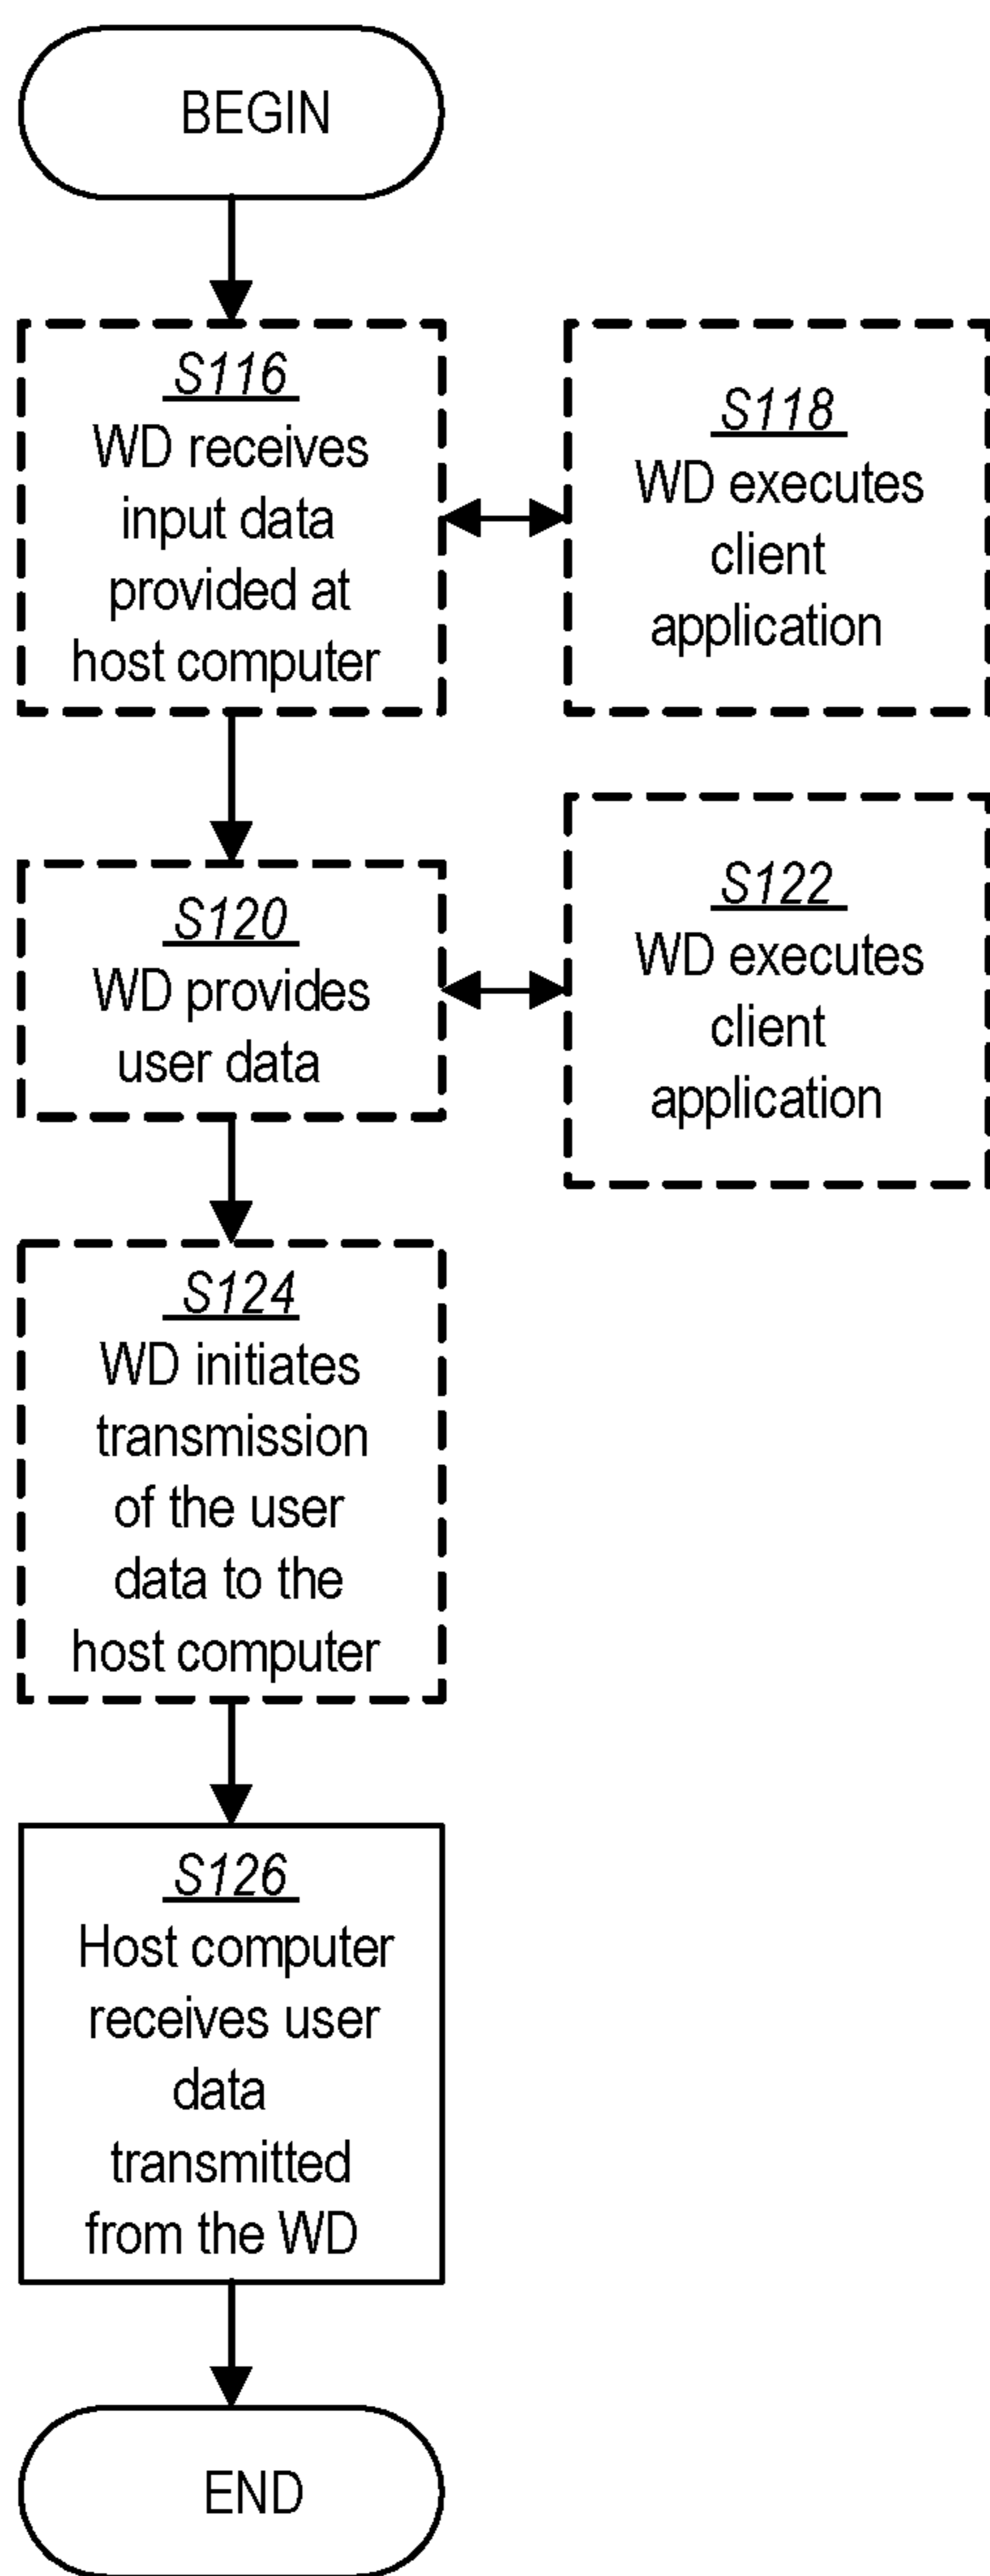 BEGIN
S116
WD receives
input data
provided at
host computer
S118
WD executes
client
application
S120
WD provides
user data
S122
WD executes
client
application
S124
WD initiates
transmission
of the user
data to the
host computer
S126
Host computer
receives user
data
transmitted
from the WD
END